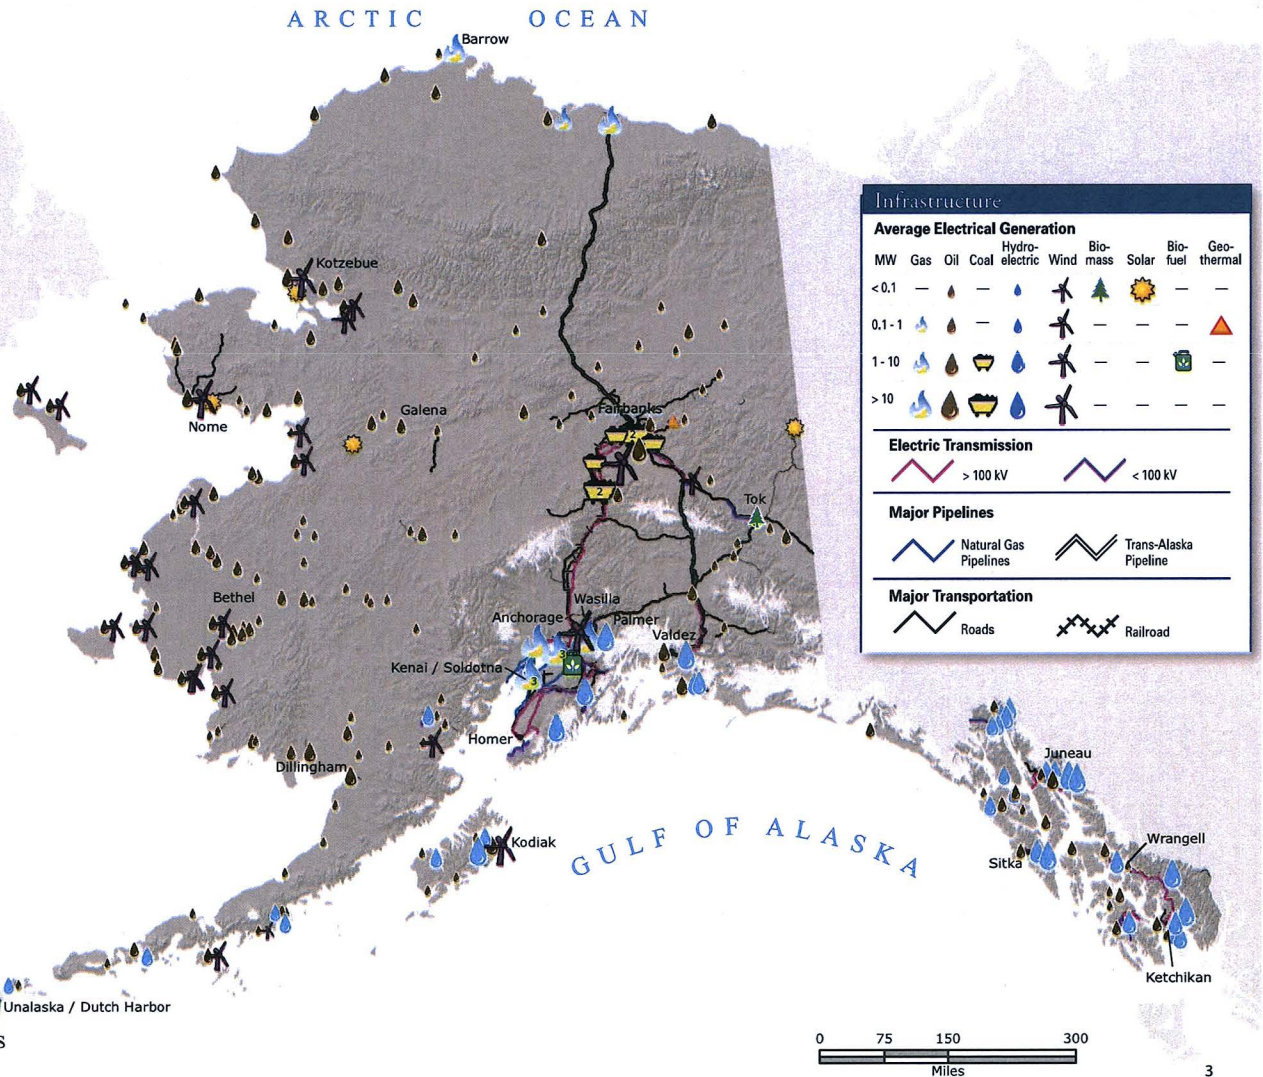 ARCTIC OCEAN
Barrow
Kotzebue
Nome
Galena
Fairbanks
2
2
Tok
Bethel
Wasilla
Anchorage
Palmer
Valdez
3
Kenai / Soldotna
3
Homer
Dillingham
Kodiak
GULF OF ALASKA
Juneau
Sitka
Wrangell
Ketchikan
Unalaska / Dutch Harbor
s
Infrastructure
Average Electrical Generation
MW Gas Oil Coal Hydro-electric Wind Bio-mass Solar Bio-fuel Geo-thermal
< 0.1 — — — —
0.1 - 1 — — — —
1 - 10 — — —
> 10 — — — —
Electric Transmission
> 100 kV < 100 kV
Major Pipelines
Natural Gas Pipelines
Trans-Alaska Pipeline
Major Transportation
Roads Railroad
0 75 150 300
Miles
3